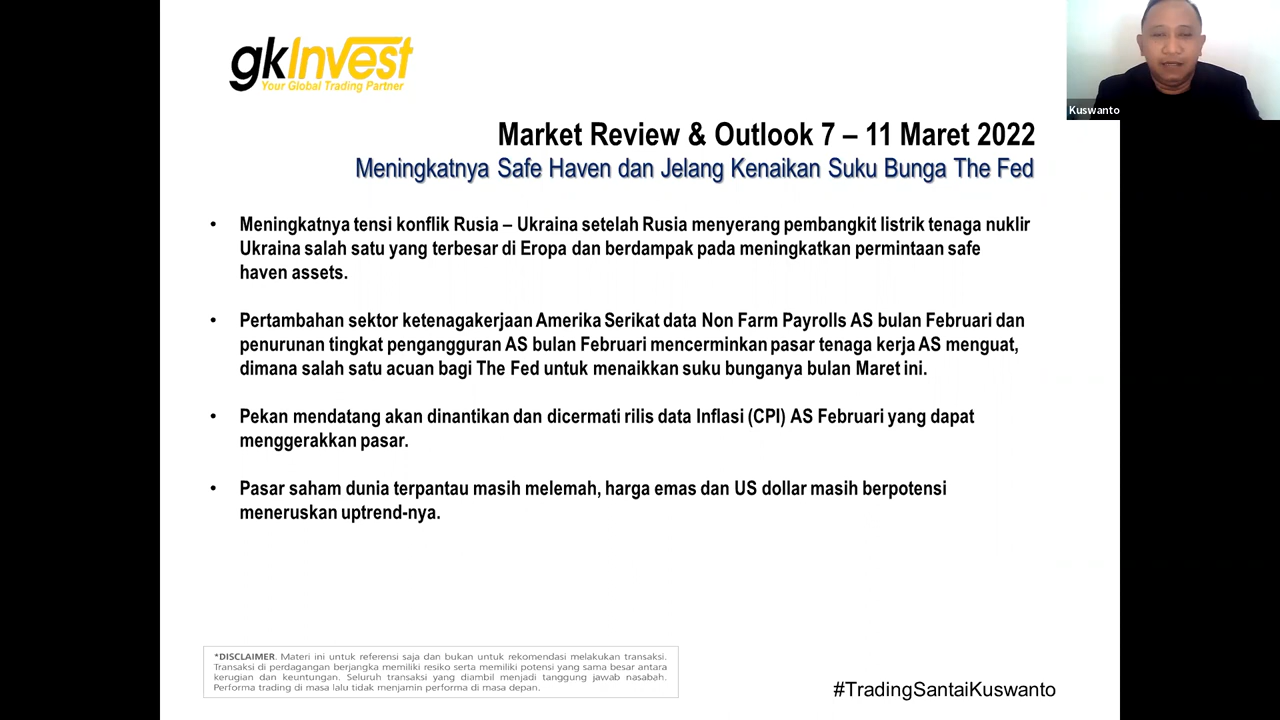 gkInvest
Your Global Trading Partner
Kuswanto
Market Review & Outlook 7 – 11 Maret 2022
Meningkatnya Safe Haven dan Jelang Kenaikan Suku Bunga The Fed
• Meningkatnya tensi konflik Rusia – Ukraina setelah Rusia menyerang pembangkit listrik tenaga nuklir
Ukraina salah satu yang terbesar di Eropa dan berdampak pada meningkatkan permintaan safe
haven assets.
• Pertambahan sektor ketenagakerjaan Amerika Serikat data Non Farm Payrolls AS bulan Februari dan
penurunan tingkat pengangguran AS bulan Februari mencerminkan pasar tenaga kerja AS menguat,
dimana salah satu acuan bagi The Fed untuk menaikkan suku bunganya bulan Maret ini.
• Pekan mendatang akan dinantikan dan dicermati rilis data Inflasi (CPI) AS Februari yang dapat
menggerakkan pasar.
• Pasar saham dunia terpantau masih melemah, harga emas dan US dollar masih berpotensi
meneruskan uptrend-nya.
*DISCLAIMER. Materi ini untuk referensi saja dan bukan untuk rekomendasi melakukan transaksi.
Transaksi di perdagangan berjangka memiliki resiko serta memiliki potensi yang sama besar antara
kerugian dan keuntungan. Seluruh transaksi yang diambil menjadi tanggung jawab nasabah.
Performa trading di masa lalu tidak menjamin performa di masa depan.
#TradingSantaiKuswanto